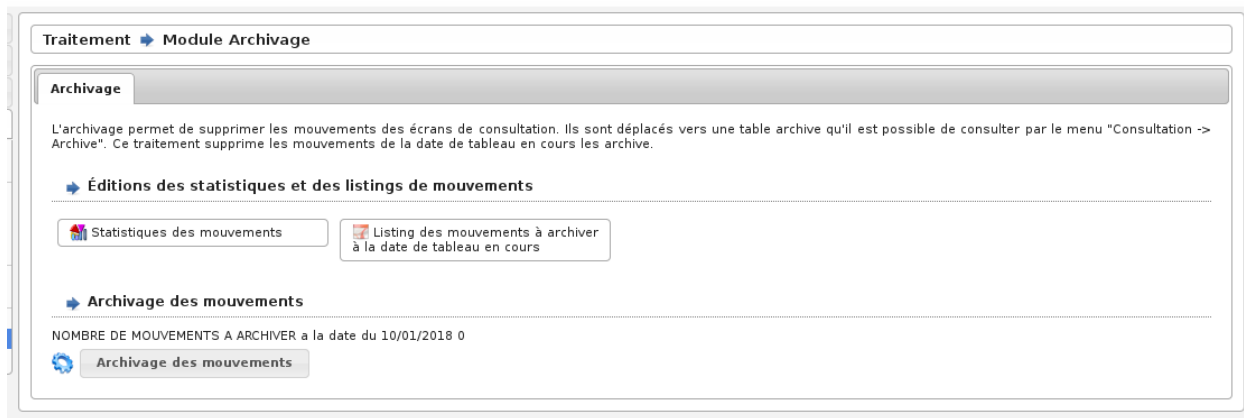 Traitement Module Archivage
Archivage
L'archivage permet de supprimer les mouvements des écrans de consultation. Ils sont déplacés vers une table archive qu'il est possible de consulter par le menu "Consultation ->
Archive". Ce traitement supprime les mouvements de la date de tableau en cours les archive.
Éditions des statistiques et des listings de mouvements
Statistiques des mouvements
Listing des mouvements à archiver
à la date de tableau en cours
Archivage des mouvements
NOMBRE DE MOUVEMENTS A ARCHIVER a la date du 10/01/2018 0
Archivage des mouvements